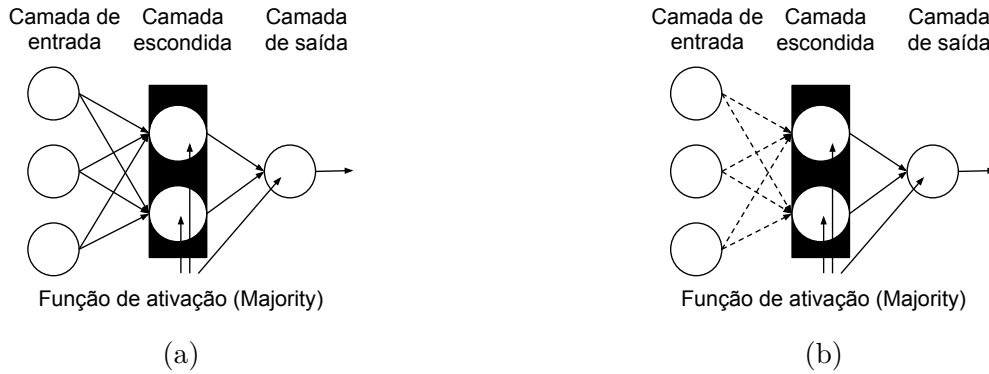 Camada de
entrada
Camada
escondida
Camada
de saída
Função de ativação (Majority)
(a)
Camada de
entrada
Camada
escondida
Camada
de saída
Função de ativação (Majority)
(b)